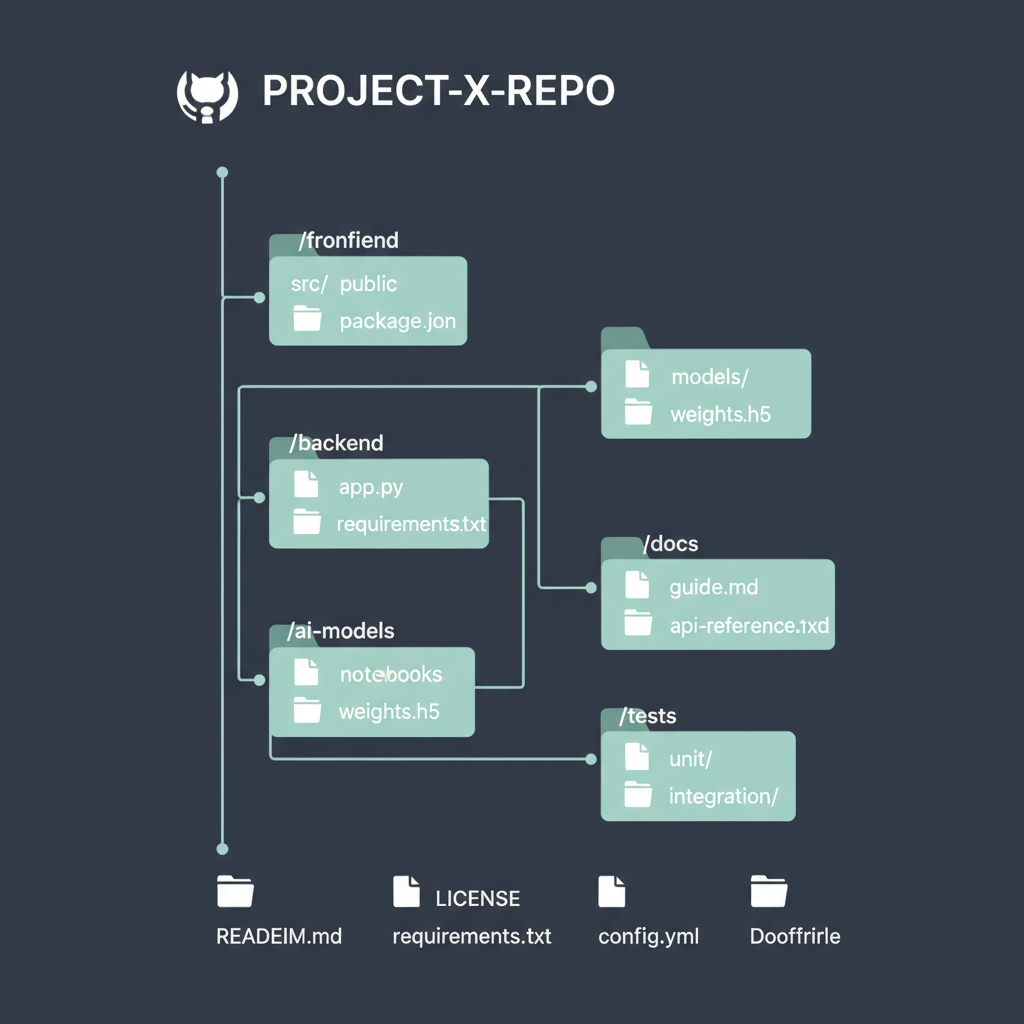 PROJECT-X-REPO
/fronfiend
src/ public
package.jon
models/
weights.h5
/backend
app.py
requirements.txt
/docs
guide.md
api-reference.txd
/ai-models
notebooks
weights.h5
/tests
unit/
integration/
LICENSE
READEIM.md
requirements.txt
config.yml
Dooffrirle